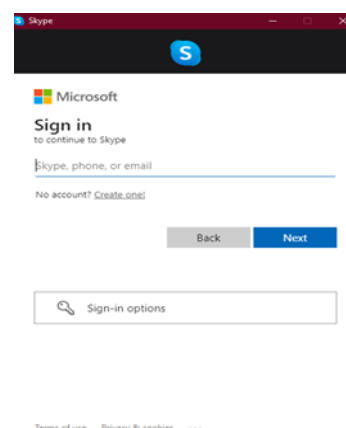 Skype
Microsoft
Sign in
to continue to Skype
Skype, phone, or email
No account? Create one!
Back Next
Sign-in options
Terms of use Privacy & cookies ...